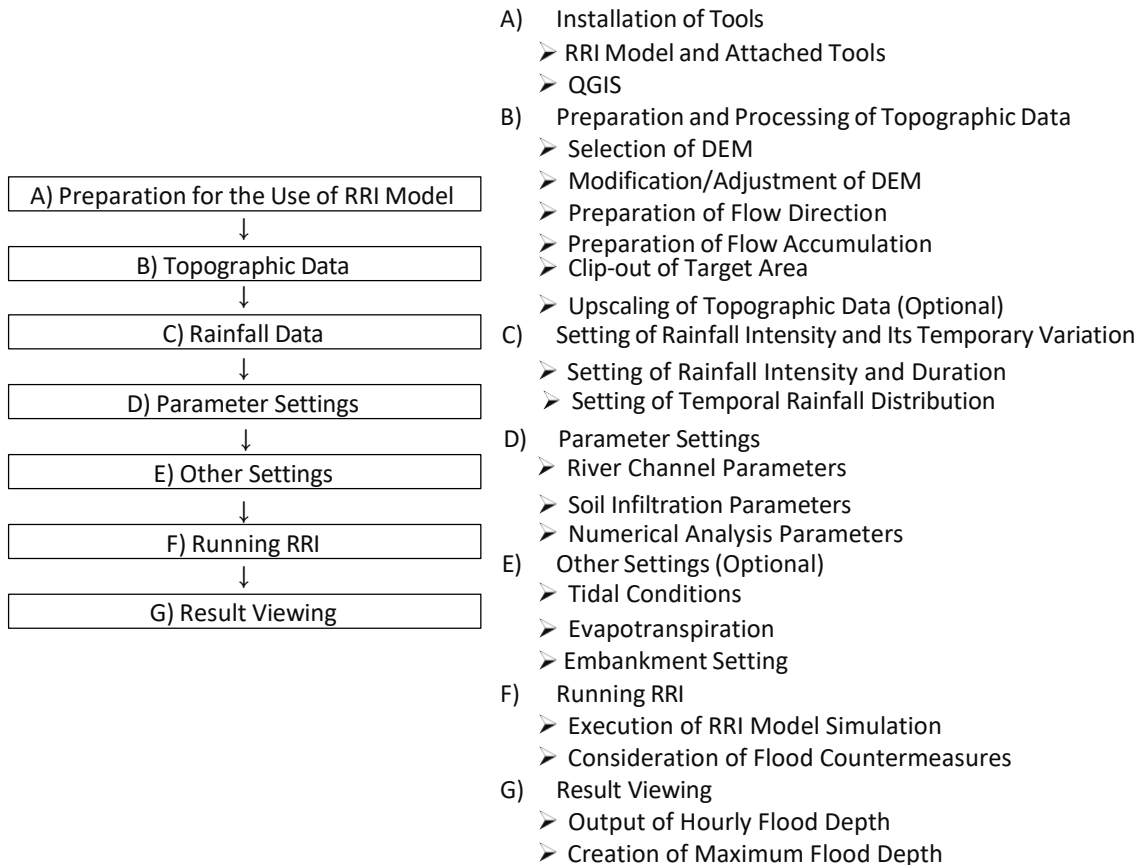 A) Preparation for the Use of RRI Model
↓
B) Topographic Data
↓
C) Rainfall Data
↓
D) Parameter Settings
↓
E) Other Settings
↓
F) Running RRI
↓
G) Result Viewing
A) Installation of Tools
➢ RRI Model and Attached Tools
➢ QGIS
B) Preparation and Processing of Topographic Data
➢ Selection of DEM
➢ Modification/Adjustment of DEM
➢ Preparation of Flow Direction
➢ Preparation of Flow Accumulation
➢ Clip-out of Target Area
➢ Upscaling of Topographic Data (Optional)
C) Setting of Rainfall Intensity and Its Temporary Variation
➢ Setting of Rainfall Intensity and Duration
➢ Setting of Temporal Rainfall Distribution
D) Parameter Settings
➢ River Channel Parameters
➢ Soil Infiltration Parameters
➢ Numerical Analysis Parameters
E) Other Settings (Optional)
➢ Tidal Conditions
➢ Evapotranspiration
➢ Embankment Setting
F) Running RRI
➢ Execution of RRI Model Simulation
➢ Consideration of Flood Countermeasures
G) Result Viewing
➢ Output of Hourly Flood Depth
➢ Creation of Maximum Flood Depth